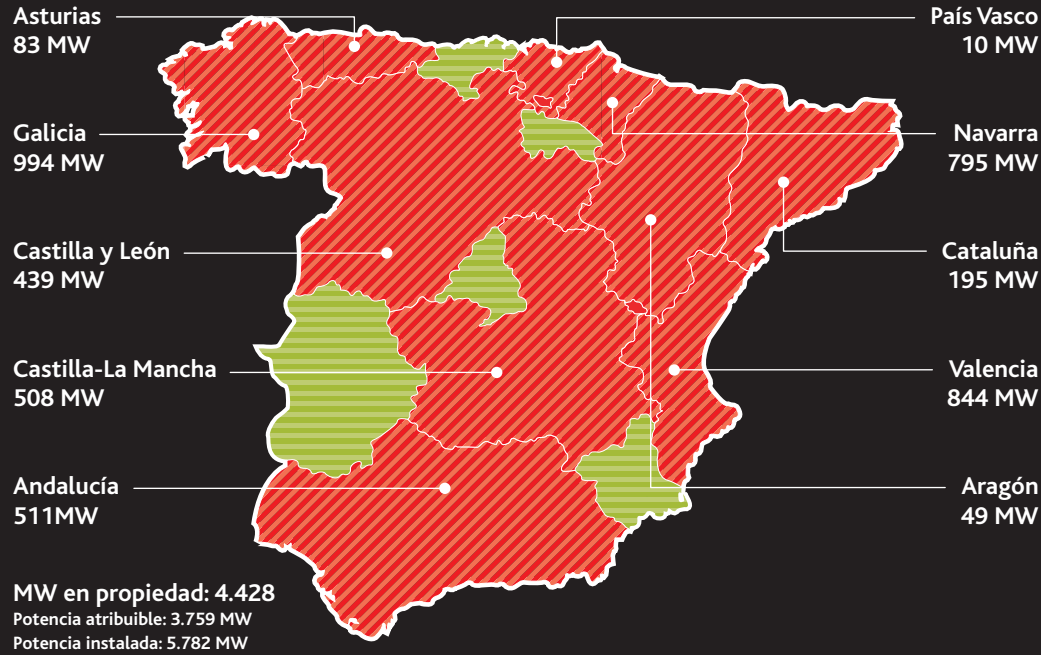 Asturias
83 MW
Galicia
994 MW
Castilla y León
439 MW
Castilla-La Mancha
508 MW
Andalucía
511MW
País Vasco
10 MW
Navarra
795 MW
Cataluña
195 MW
Valencia
844 MW
Aragón
49 MW
MW en propiedad: 4.428
Potencia atribuible: 3.759 MW
Potencia instalada: 5.782 MW